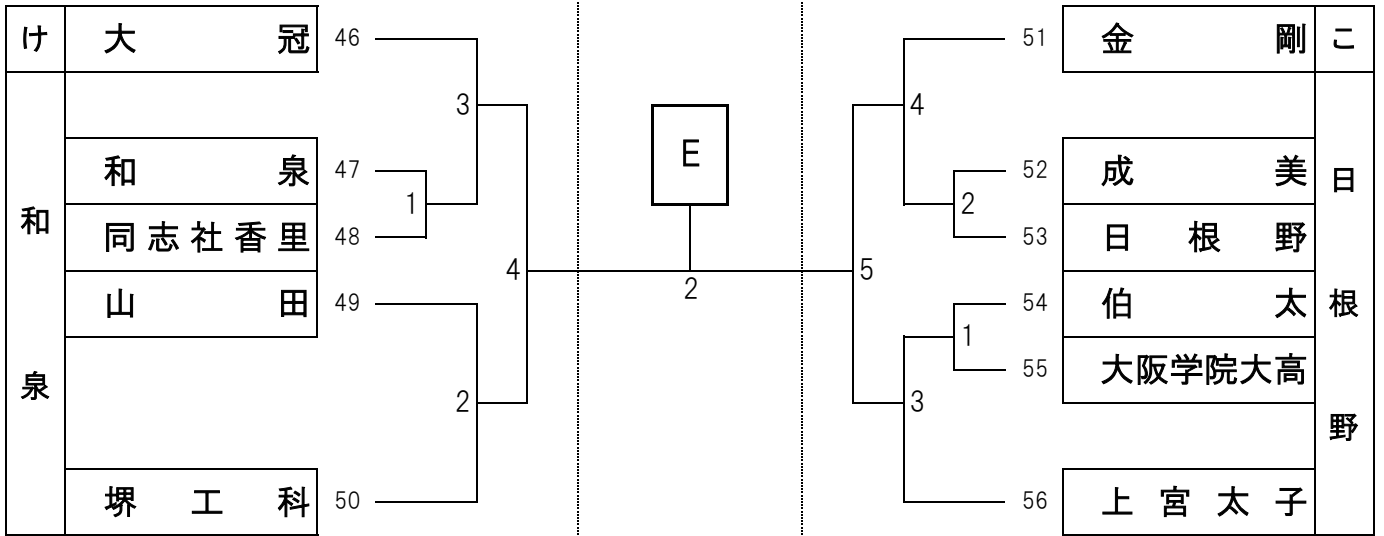 け 大冠 46
和泉
和泉 47
同志社香里 48
山田 49
堺工科 50
3
1
4
2
E
2
4
2
5
1
3
51 金剛 こ
日根野
52 成美
53 日根野
54 伯太
55 大阪学院大高
56 上宮太子